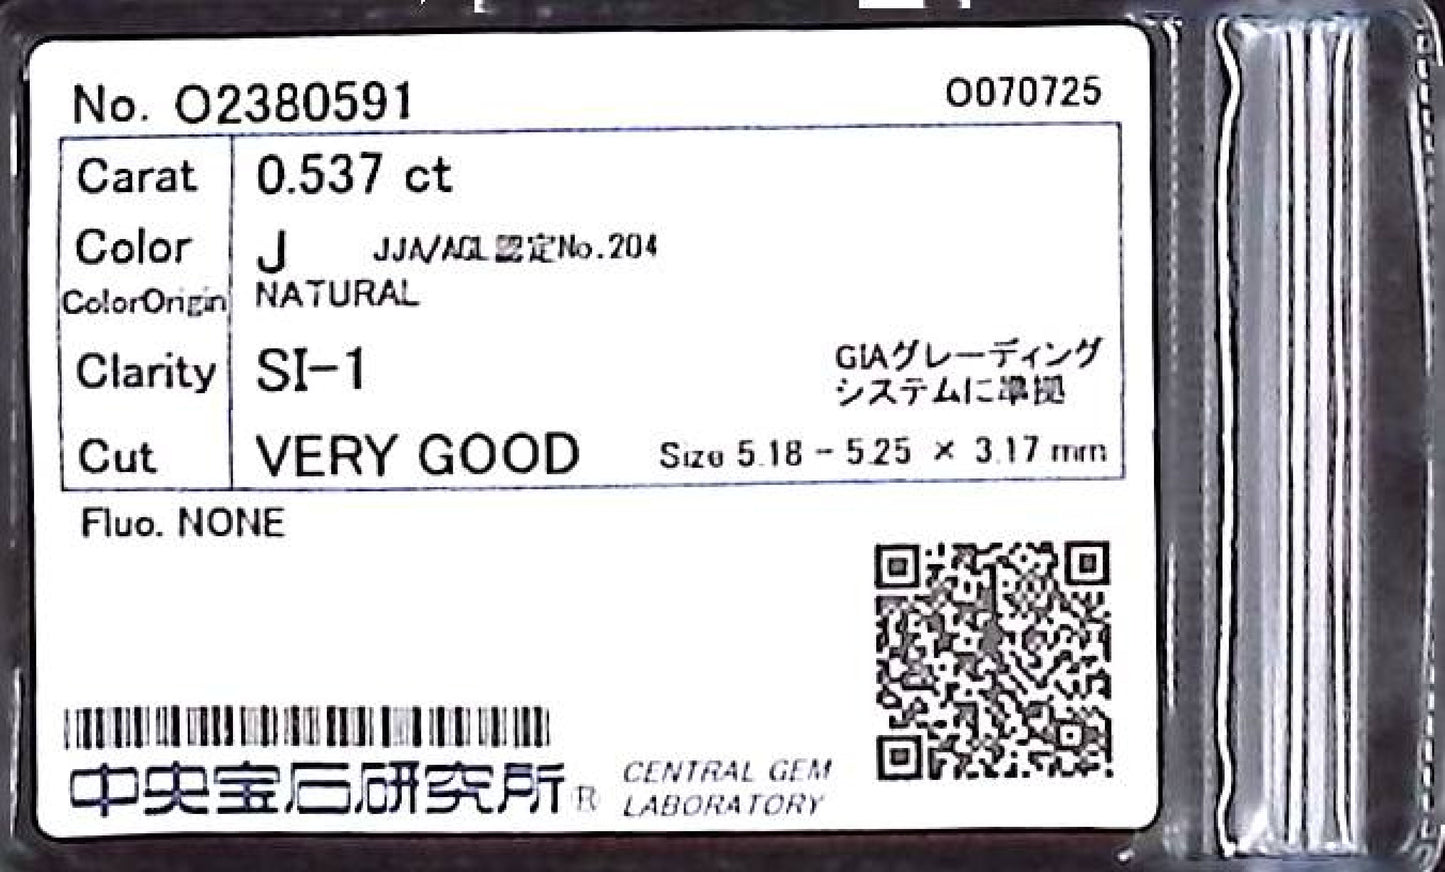 No. O2380591
O070725
Carat 0.537 ct
Color J JJA/AGL認定No.204
ColorOrigin NATURAL
Clarity SI-1
GIAグレーディング
システムに準拠
Cut VERY GOOD Size 5.18 - 5.25 × 3.17 mm
Fluo. NONE
中央宝石研究所® CENTRAL GEM
LABORATORY